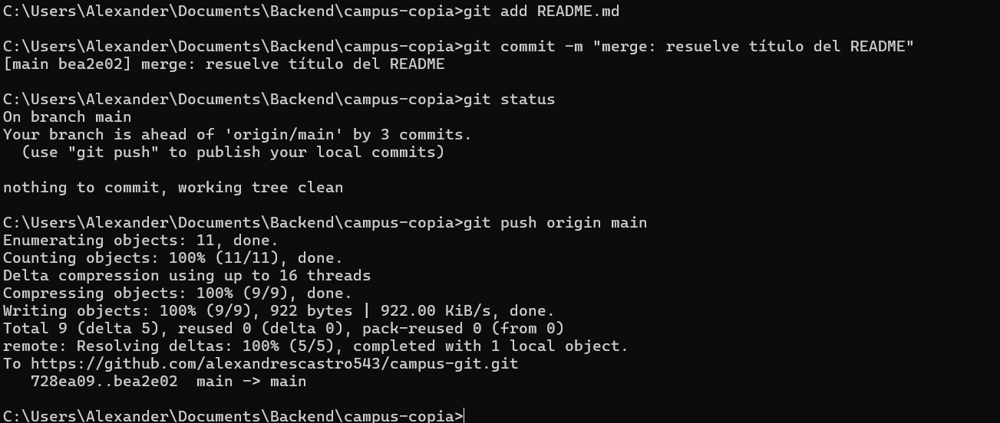 C:\Users\Alexander\Documents\Backend\campus-copia>git add README.md
C:\Users\Alexander\Documents\Backend\campus-copia>git commit -m "merge: resuelve título del README"
[main bea2e02] merge: resuelve título del README
C:\Users\Alexander\Documents\Backend\campus-copia>git status
On branch main
Your branch is ahead of 'origin/main' by 3 commits.
  (use "git push" to publish your local commits)
nothing to commit, working tree clean
C:\Users\Alexander\Documents\Backend\campus-copia>git push origin main
Enumerating objects: 11, done.
Counting objects: 100% (11/11), done.
Delta compression using up to 16 threads
Compressing objects: 100% (9/9), done.
Writing objects: 100% (9/9), 922 bytes | 922.00 KiB/s, done.
Total 9 (delta 5), reused 0 (delta 0), pack-reused 0 (from 0)
remote: Resolving deltas: 100% (5/5), completed with 1 local object.
To https://github.com/alexandrescastro543/campus-git.git
   728ea09..bea2e02  main -> main
C:\Users\Alexander\Documents\Backend\campus-copia>